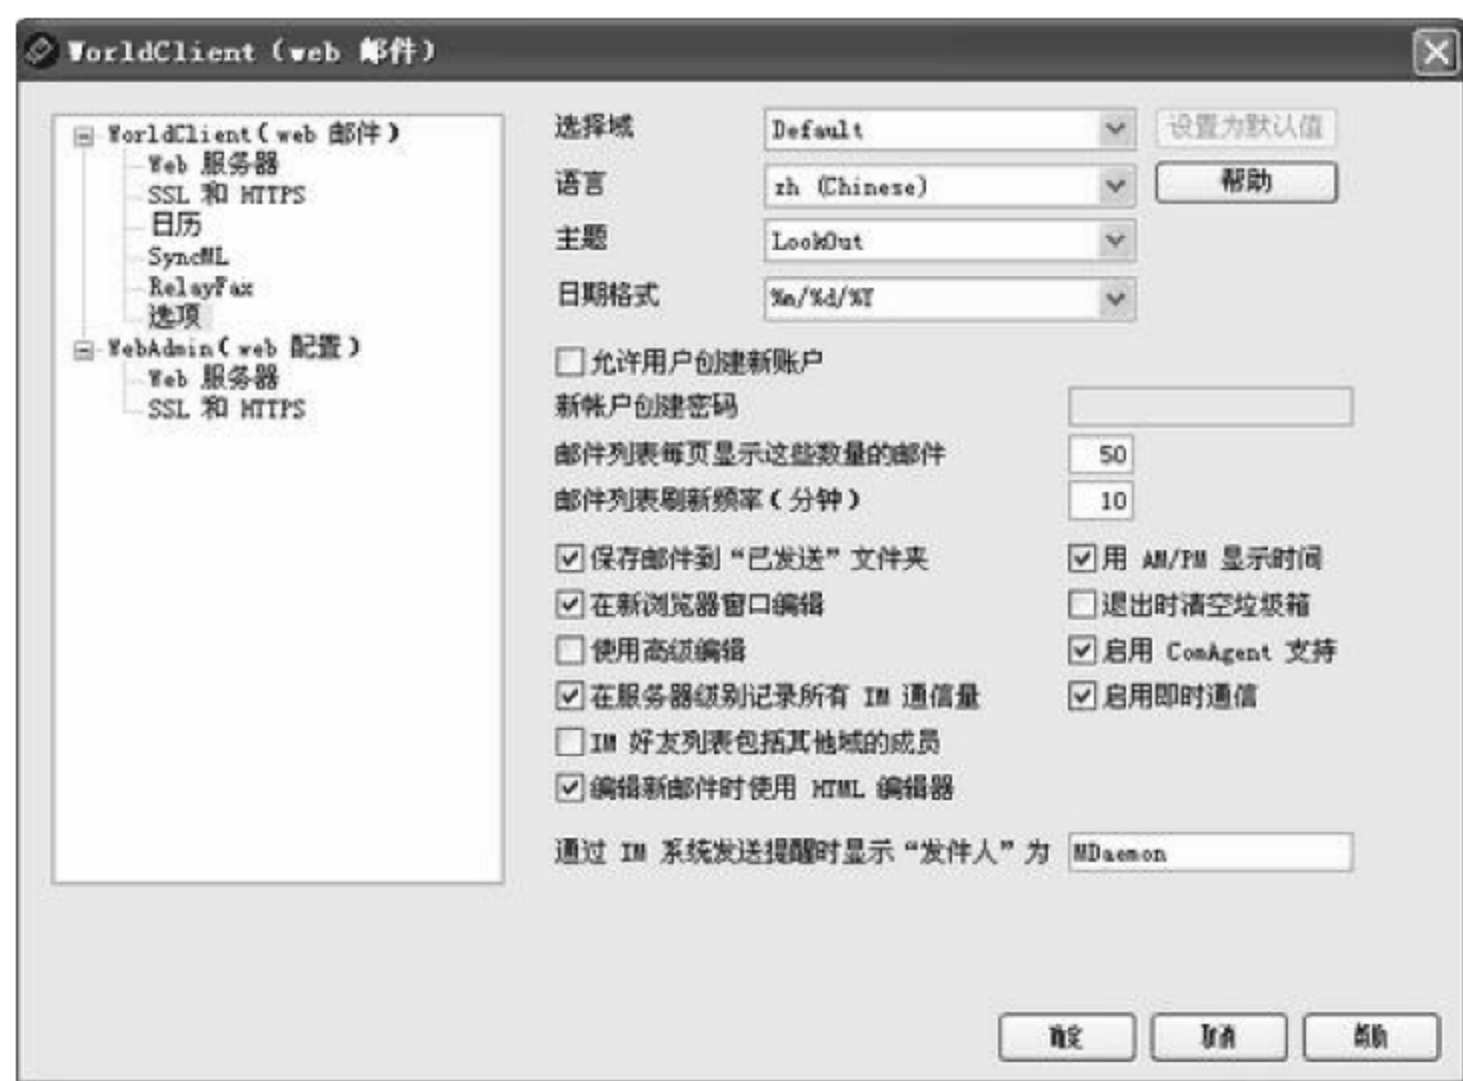 WorldClient（web 邮件）
WorldClient（web 邮件）
Web 服务器
SSL 和 HTTPS
日历
SyncML
RelayFax
选项
WebAdmin（web 配置）
Web 服务器
SSL 和 HTTPS
选择域 Default 设置为默认值
语言 zh (Chinese) 帮助
主题 LookOut
日期格式 %m/%d/%Y
允许用户创建新账户
新帐户创建密码
邮件列表每页显示这些数量的邮件 50
邮件列表刷新频率（分钟） 10
保存邮件到“已发送”文件夹 用 AM/PM 显示时间
在新浏览器窗口编辑 退出时清空垃圾箱
使用高级编辑 启用 ComAgent 支持
在服务器级别记录所有 IM 通信量 启用即时通信
IM 好友列表包括其他域的成员
编辑新邮件时使用 HTML 编辑器
通过 IM 系统发送提醒时显示“发件人”为 MDaemon
确定 取消 帮助